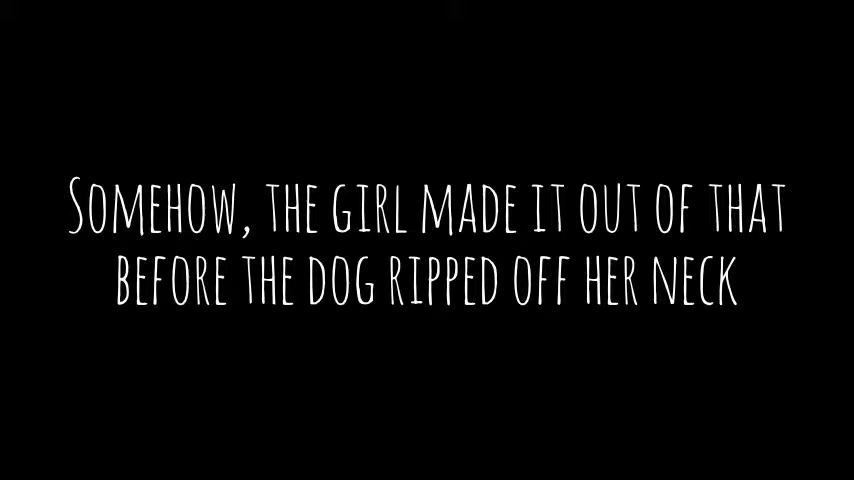 Somehow, the girl made it out of that
before the dog ripped off her neck